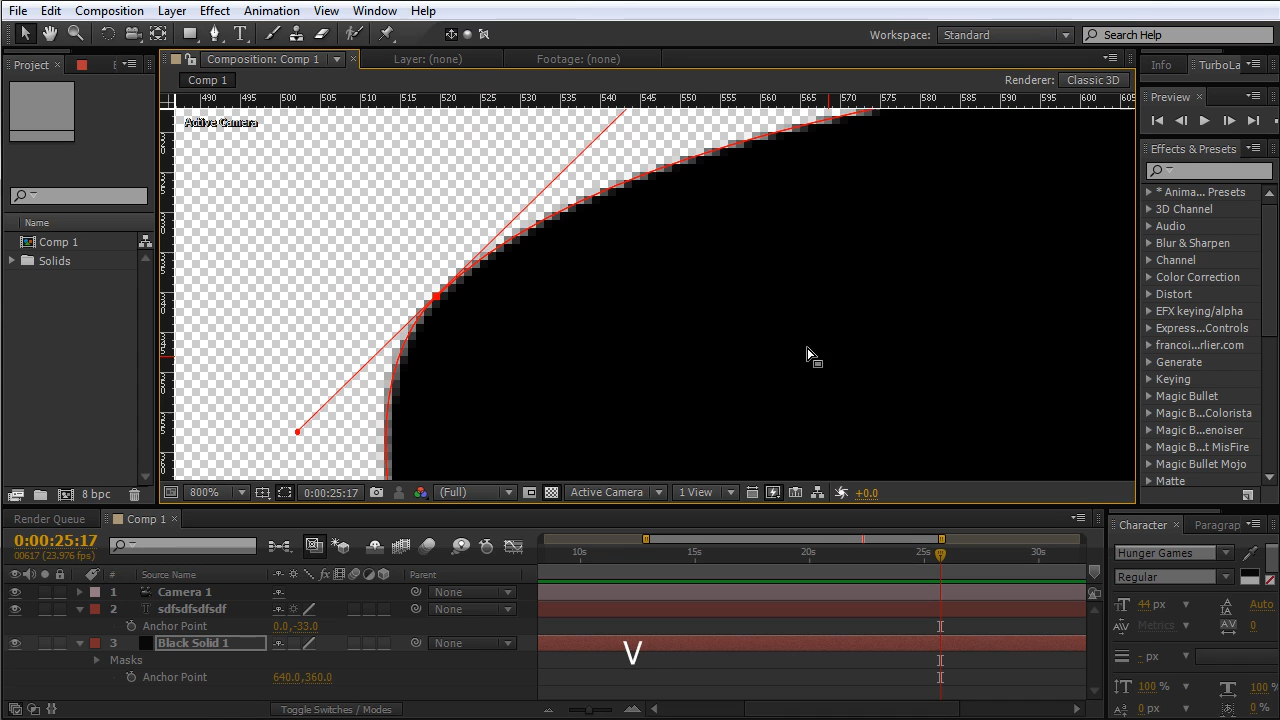 File Edit Composition Layer Effect Animation View Window Help
Workspace: Standard Search Help
Project Composition: Comp 1 Layer: (none) Footage: (none) Info TurboLa
Comp 1 Renderer: Classic 3D
490 495 500 505 510 515 520 525 530 535 540 545 550 555 560 565 570 575 580 585 590 595 600 605
Active Camera
Preview
Effects & Presets
* Anima... Presets
3D Channel
Audio
Blur & Sharpen
Channel
Color Correction
Distort
EFX keying/alpha
Express...Controls
francoi...rlier.com
Generate
Keying
Magic Bullet
Magic B...Colorista
Magic B...enoiser
Magic B...t MisFire
Magic Bullet Mojo
Matte
Name
Comp 1
Solids
8 bpc
800% 0:00:25:17 (Full) Active Camera 1 View +0.0
Render Queue Comp 1
0:00:25:17
00617 (23.976 fps)
10s 15s 20s 25s 30s
# Source Name fx Parent
1 Camera 1 None
2 T sdfsdfsdfsdf None
Anchor Point 0.0,-33.0
3 Black Solid 1 None
Masks
Anchor Point 640.0,360.0
V
Toggle Switches / Modes
Character Paragrap
Hunger Games
Regular
44 px Auto
Metrics 0
- px
100 % 100 %
0 px 0 %